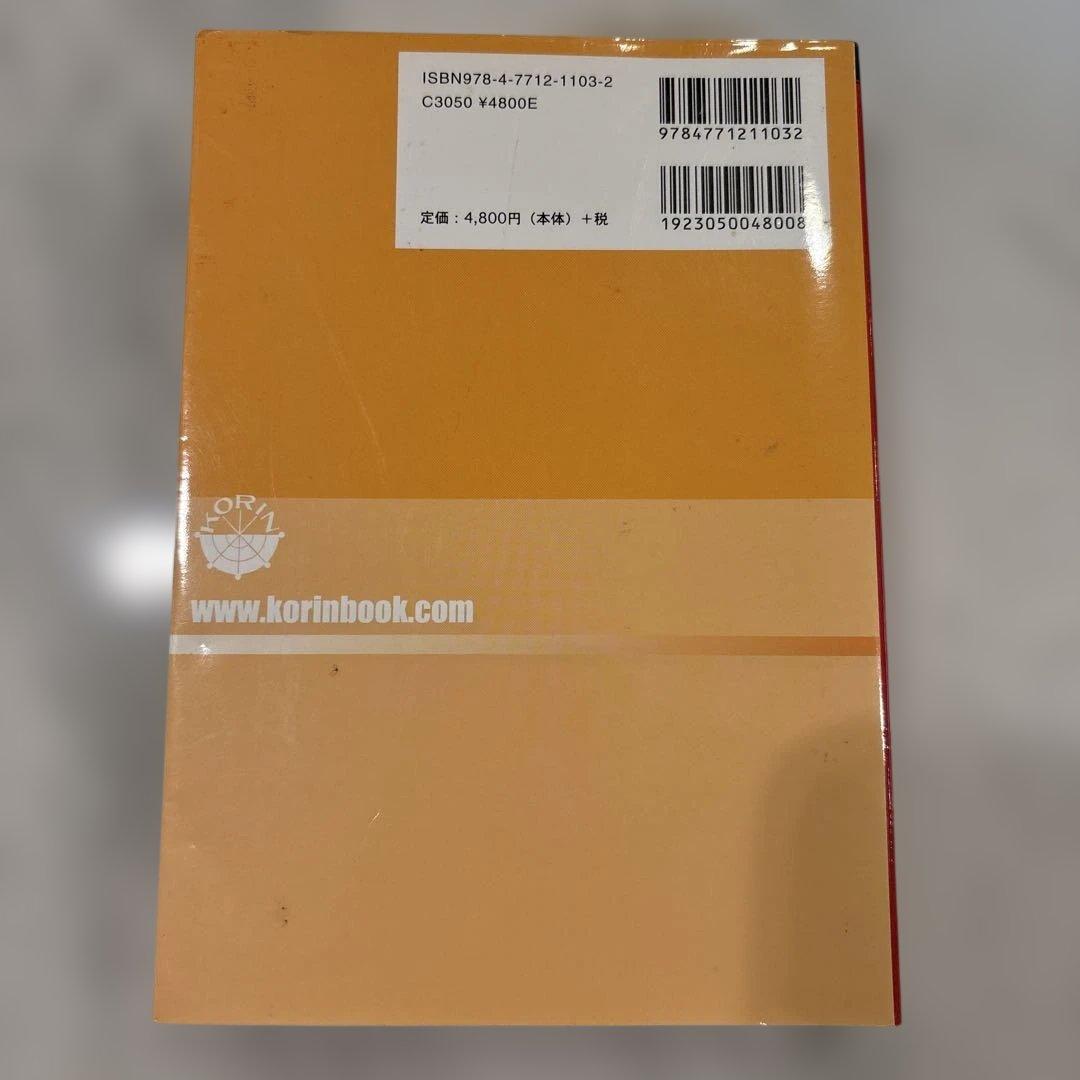 ISBN978-4-7712-1103-2
C3050 ¥4800E
定価：4,800円（本体）＋税
9784771211032
1923050048008
KORIN
www.korinbook.com